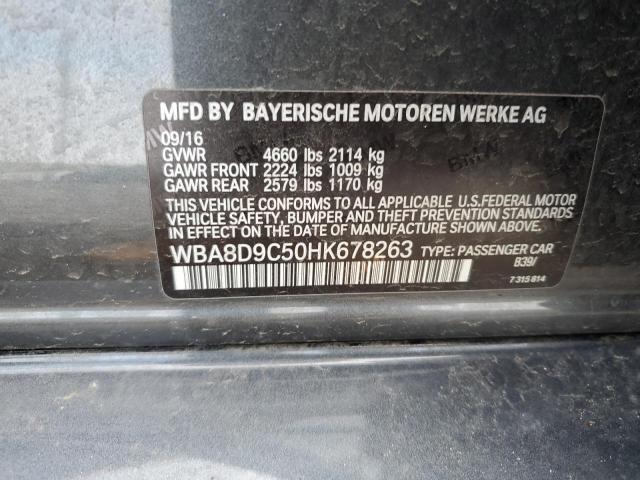 MFD BY BAYERISCHE MOTOREN WERKE AG
09/16
GVWR 4660 lbs 2114 kg
GAWR FRONT 2224 lbs 1009 kg
GAWR REAR 2579 lbs 1170 kg
THIS VEHICLE CONFORMS TO ALL APPLICABLE U.S.FEDERAL MOTOR
VEHICLE SAFETY, BUMPER AND THEFT PREVENTION STANDARDS
IN EFFECT ON THE DATE OF MANUFACTURE SHOWN ABOVE.
WBA8D9C50HK678263 TYPE: PASSENGER CAR
B39/
7 315 814